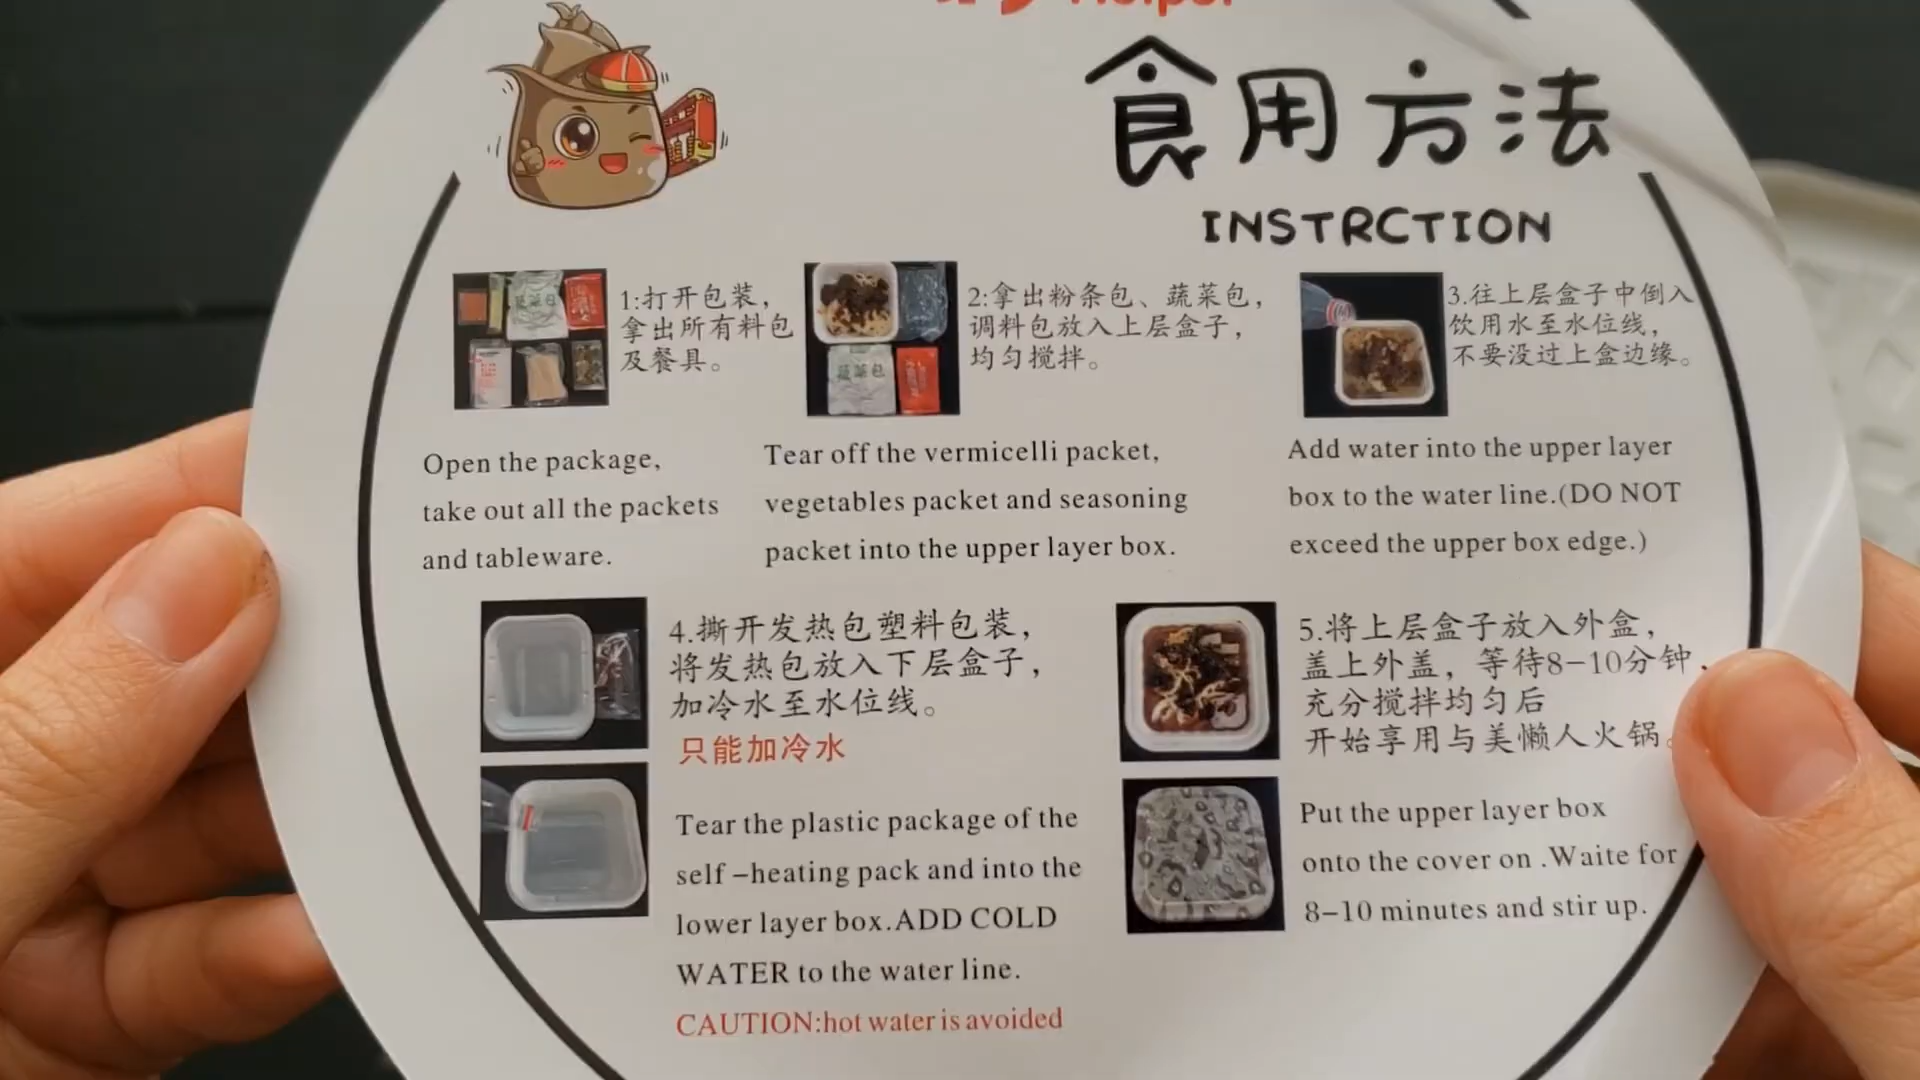 Helper
食用方法
INSTRCTION
1:打开包装，
拿出所有料包
及餐具。
Open the package,
take out all the packets
and tableware.
蔬菜包
2:拿出粉条包、蔬菜包，
调料包放入上层盒子，
均匀搅拌。
Tear off the vermicelli packet,
vegetables packet and seasoning
packet into the upper layer box.
蔬菜包
3.往上层盒子中倒入
饮用水至水位线，
不要没过上盒边缘。
Add water into the upper layer
box to the water line.(DO NOT
exceed the upper box edge.)
4.撕开发热包塑料包装，
将发热包放入下层盒子，
加冷水至水位线。
只能加冷水
Tear the plastic package of the
self-heating pack and into the
lower layer box.ADD COLD
WATER to the water line.
CAUTION:hot water is avoided
5.将上层盒子放入外盒，
盖上外盖，等待8-10分钟.
充分搅拌均匀后
开始享用与美懒人火锅。
Put the upper layer box
onto the cover on .Waite for
8-10 minutes and stir up.